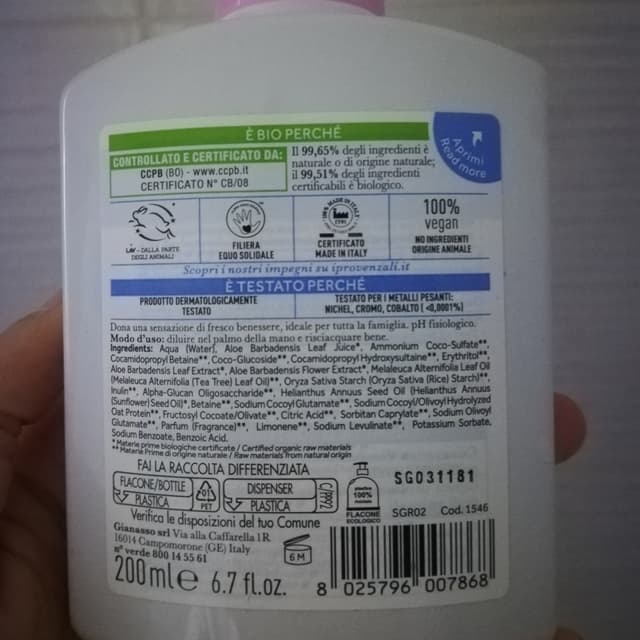 È BIO PERCHÉ
CONTROLLATO E CERTIFICATO DA:
CCPB (BO) - www.ccpb.it
CERTIFICATO N° CB/08
Il 99,65% degli ingredienti è
naturale o di origine naturale;
il 99,51% degli ingredienti
certificabili è biologico.
Aprimi
Read more
LAV - DALLA PARTE
DEGLI ANIMALI
FILIERA
EQUO SOLIDALE
100% MADE IN ITALY
CERTIFICATO
MADE IN ITALY
100%
vegan
NO INGREDIENTI
ORIGINE ANIMALE
Scopri i nostri impegni su iprovenzali.it
È TESTATO PERCHÉ
PRODOTTO DERMATOLOGICAMENTE
TESTATO
TESTATO PER I METALLI PESANTI:
NICHEL, CROMO, COBALTO (<0,0001%)
Dona una sensazione di fresco benessere, ideale per tutta la famiglia. pH fisiologico.
Modo d'uso: diluire nel palmo della mano e risciacquare bene.
Ingredients: Aqua (Water), Aloe Barbadensis Leaf Juice*, Ammonium Coco-Sulfate**,
Cocamidopropyl Betaine**, Coco-Glucoside**, Cocamidopropyl Hydroxysultaine**, Erythritol**,
Aloe Barbadensis Leaf Extract*, Aloe Barbadensis Flower Extract*, Melaleuca Alternifolia Leaf Oil
(Melaleuca Alternifolia (Tea Tree) Leaf Oil)**, Oryza Sativa Starch (Oryza Sativa (Rice) Starch)**,
Inulin**, Alpha-Glucan Oligosaccharide**, Helianthus Annuus Seed Oil (Helianthus Annuus
(Sunflower) Seed Oil)*, Betaine**, Sodium Cocoyl Glutamate**, Sodium Cocoyl/Olivoyl Hydrolyzed
Oat Protein**, Fructosyl Cocoate/Olivate**, Citric Acid**, Sorbitan Caprylate**, Sodium Olivoyl
Glutamate**, Parfum (Fragrance)**, Limonene**, Sodium Levulinate**, Potassium Sorbate,
Sodium Benzoate, Benzoic Acid.
* Materie prime biologiche certificate / Certified organic raw materials
** Materie Prime di origine naturale / Raw materials from natural origin
FAI LA RACCOLTA DIFFERENZIATA
FLACONE/BOTTLE
PLASTICA
01
PET
DISPENSER
PLASTICA
C/PP92
plastica
100%
riciclata
FLACONE
ECOLOGICO
SG031181
SGR02 Cod. 1546
Verifica le disposizioni del tuo Comune
Gianasso srl Via alla Caffarella 1R
16014 Campomorone (GE) Italy
n° verde 800 14 55 61
6M
200 ml e 6.7 fl.oz.
8 025796 007868